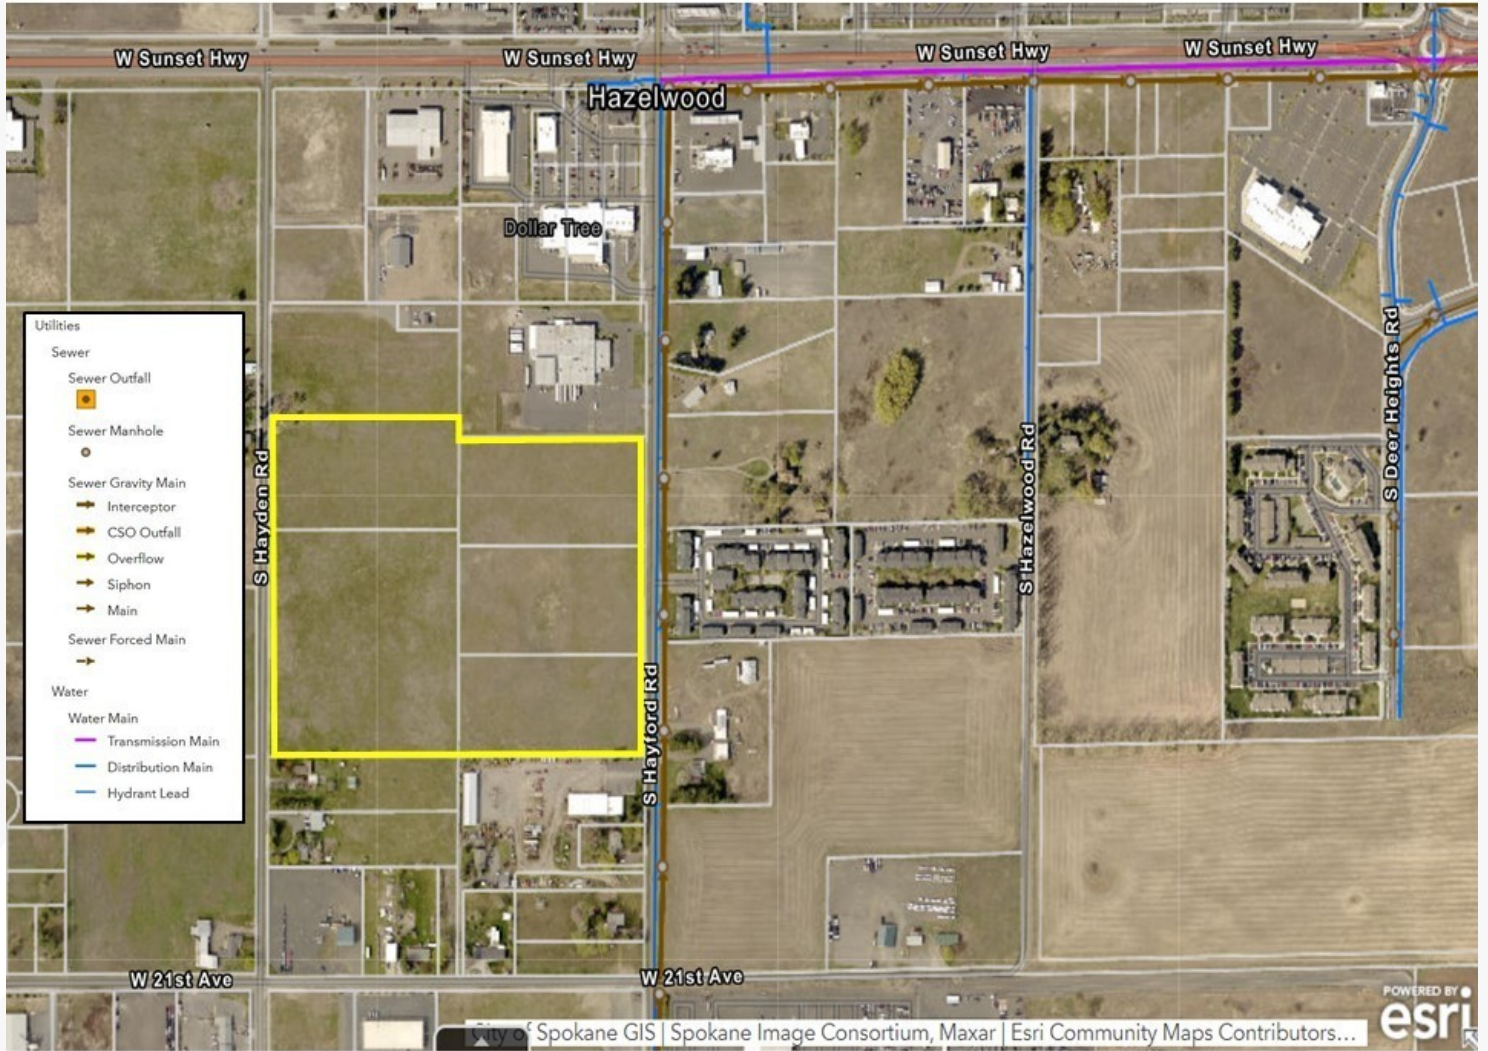 W Sunset Hwy
W Sunset Hwy
W Sunset Hwy
W Sunset Hwy
Hazelwood
Dollar Tree
Utilities
Sewer
Sewer Outfall
Sewer Manhole
Sewer Gravity Main
Interceptor
CSO Outfall
Overflow
Siphon
Main
Sewer Forced Main
Water
Water Main
Transmission Main
Distribution Main
Hydrant Lead
S Hayden Rd
S Hayford Rd
S Hazelwood Rd
S Deer Heights Rd
W 21st Ave
W 21st Ave
POWERED BY
esri
City of Spokane GIS | Spokane Image Consortium, Maxar | Esri Community Maps Contributors...